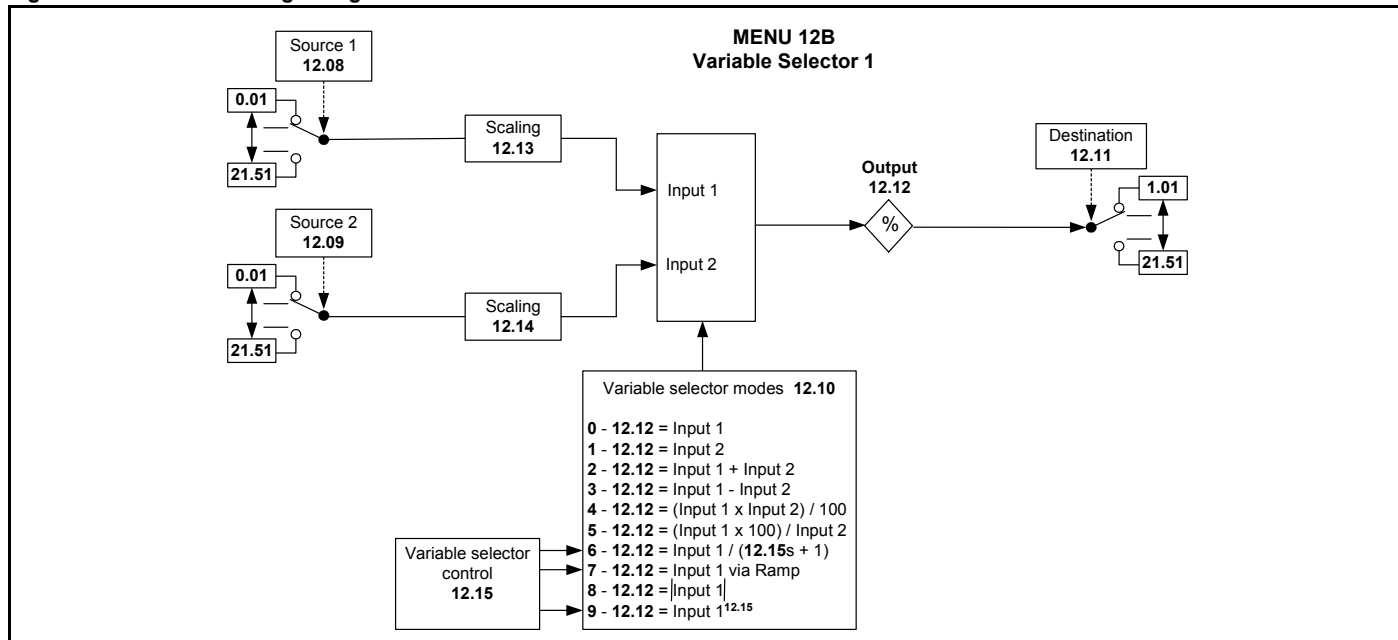 MENU 12B
Variable Selector 1
Source 1
12.08
0.01
21.51
Scaling
12.13
Source 2
12.09
0.01
21.51
Scaling
12.14
Input 1
Input 2
Output
12.12
%
Destination
12.11
1.01
21.51
Variable selector modes 12.10
0 - 12.12 = Input 1
1 - 12.12 = Input 2
2 - 12.12 = Input 1 + Input 2
3 - 12.12 = Input 1 - Input 2
4 - 12.12 = (Input 1 x Input 2) / 100
5 - 12.12 = (Input 1 x 100) / Input 2
6 - 12.12 = Input 1 / (12.15s + 1)
7 - 12.12 = Input 1 via Ramp
8 - 12.12 = |Input 1|
9 - 12.12 = Input 1^12.15
Variable selector
control
12.15